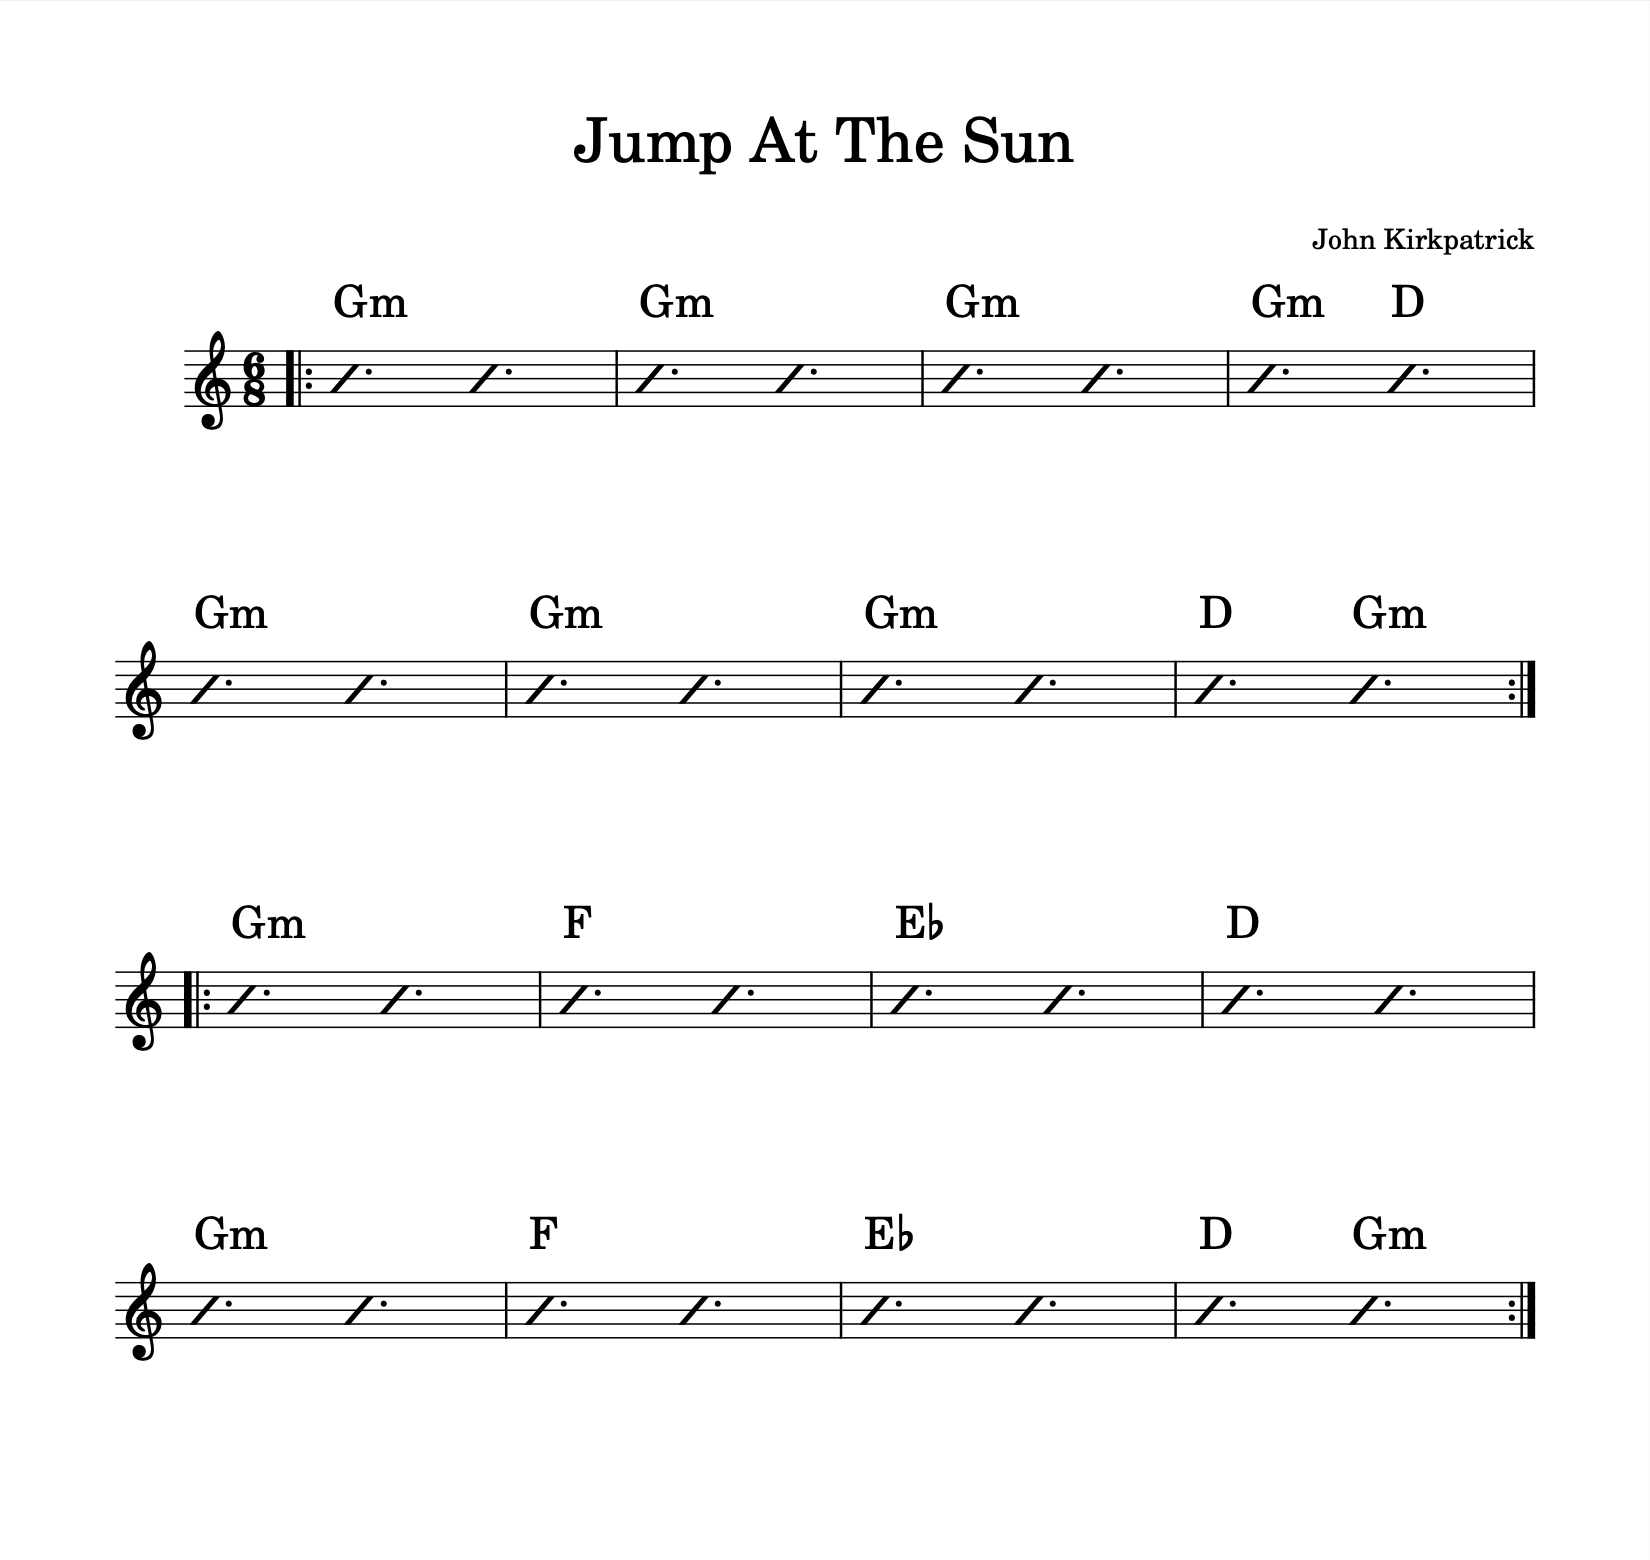 Jump At The Sun
John Kirkpatrick
Gm Gm Gm Gm D
6
8
Gm Gm Gm D Gm
Gm F E♭ D
Gm F E♭ D Gm